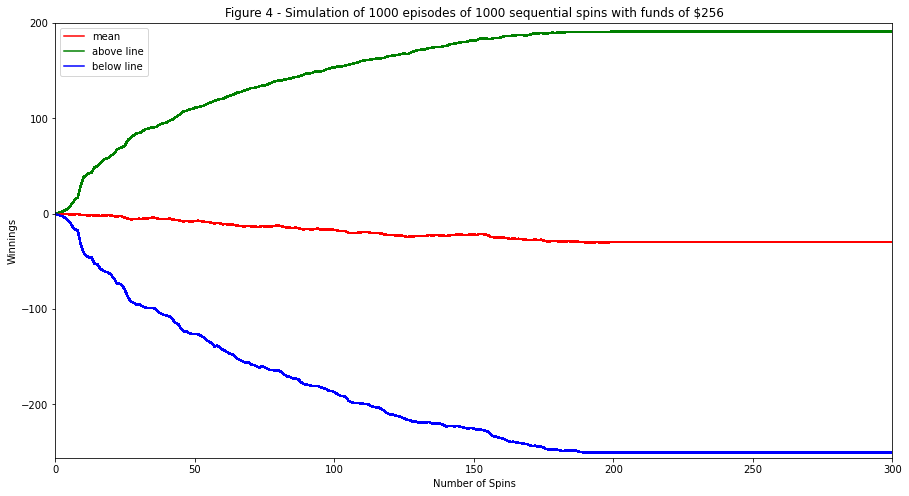 Figure 4 - Simulation of 1000 episodes of 1000 sequential spins with funds of $256
mean
above line
below line
200
100
0
−100
−200
Winnings
0 50 100 150 200 250 300
Number of Spins